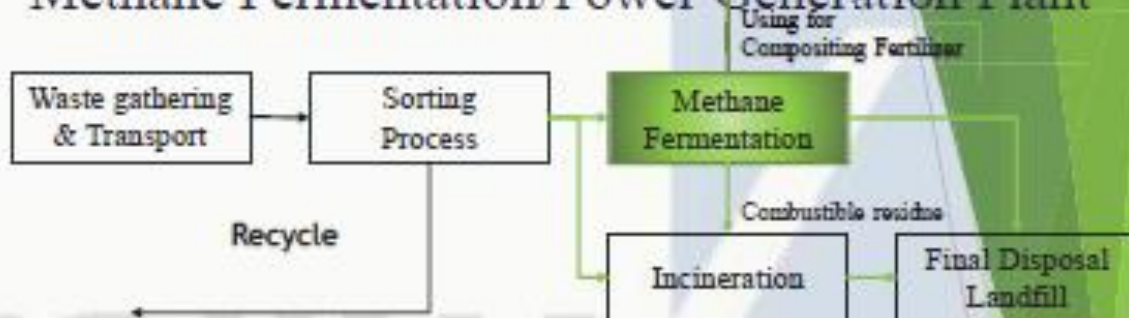 Methane Fermentation/Power Generation Plant
Using for
Compositing Fertilizer
Waste gathering
& Transport
Sorting
Process
Methane
Fermentation
Recycle
Combustible residue
Incineration
Final Disposal
Landfill